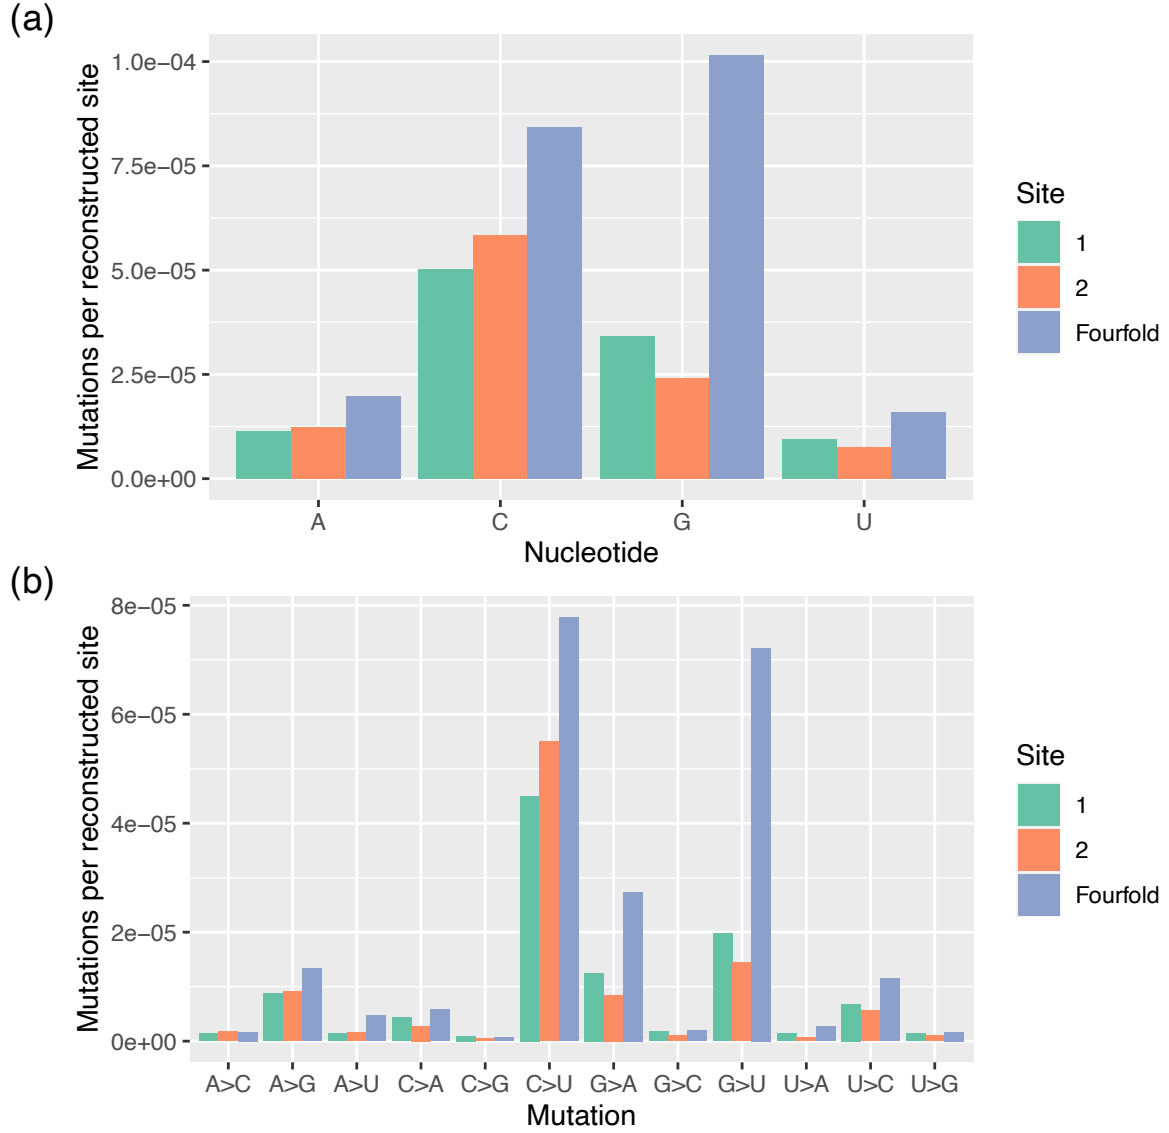 (a)
Mutations per reconstructed site
1.0e−04
7.5e−05
5.0e−05
2.5e−05
0.0e+00
A C G U
Nucleotide
Site
1
2
Fourfold
(b)
Mutations per reconstructed site
8e−05
6e−05
4e−05
2e−05
0e+00
A>C A>G A>U C>A C>G C>U G>A G>C G>U U>A U>C U>G
Mutation
Site
1
2
Fourfold